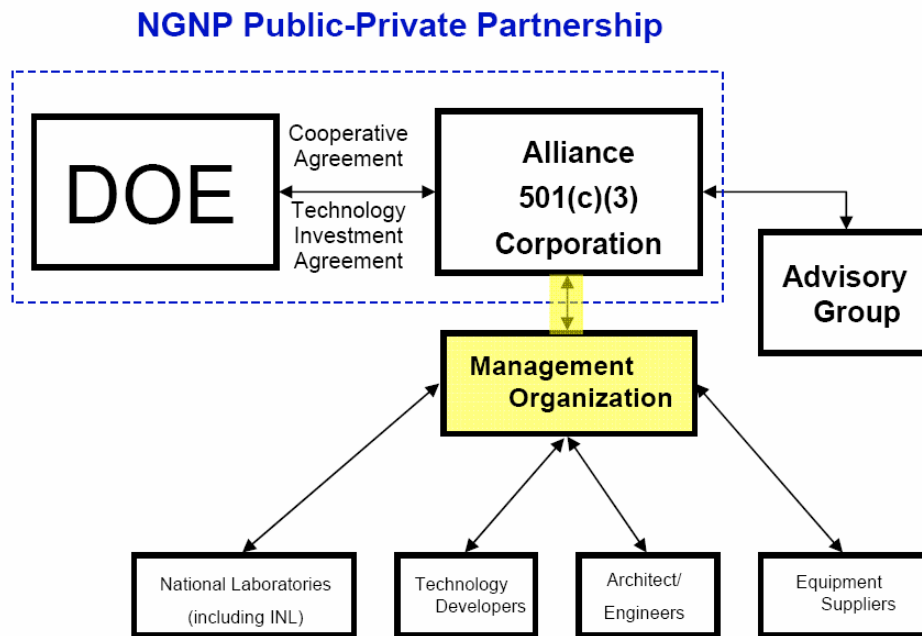 NGNP Public-Private Partnership
DOE
Cooperative
Agreement
Technology
Investment
Agreement
Alliance
501(c)(3)
Corporation
Advisory
Group
Management
Organization
National Laboratories
(including INL)
Technology
Developers
Architect/
Engineers
Equipment
Suppliers